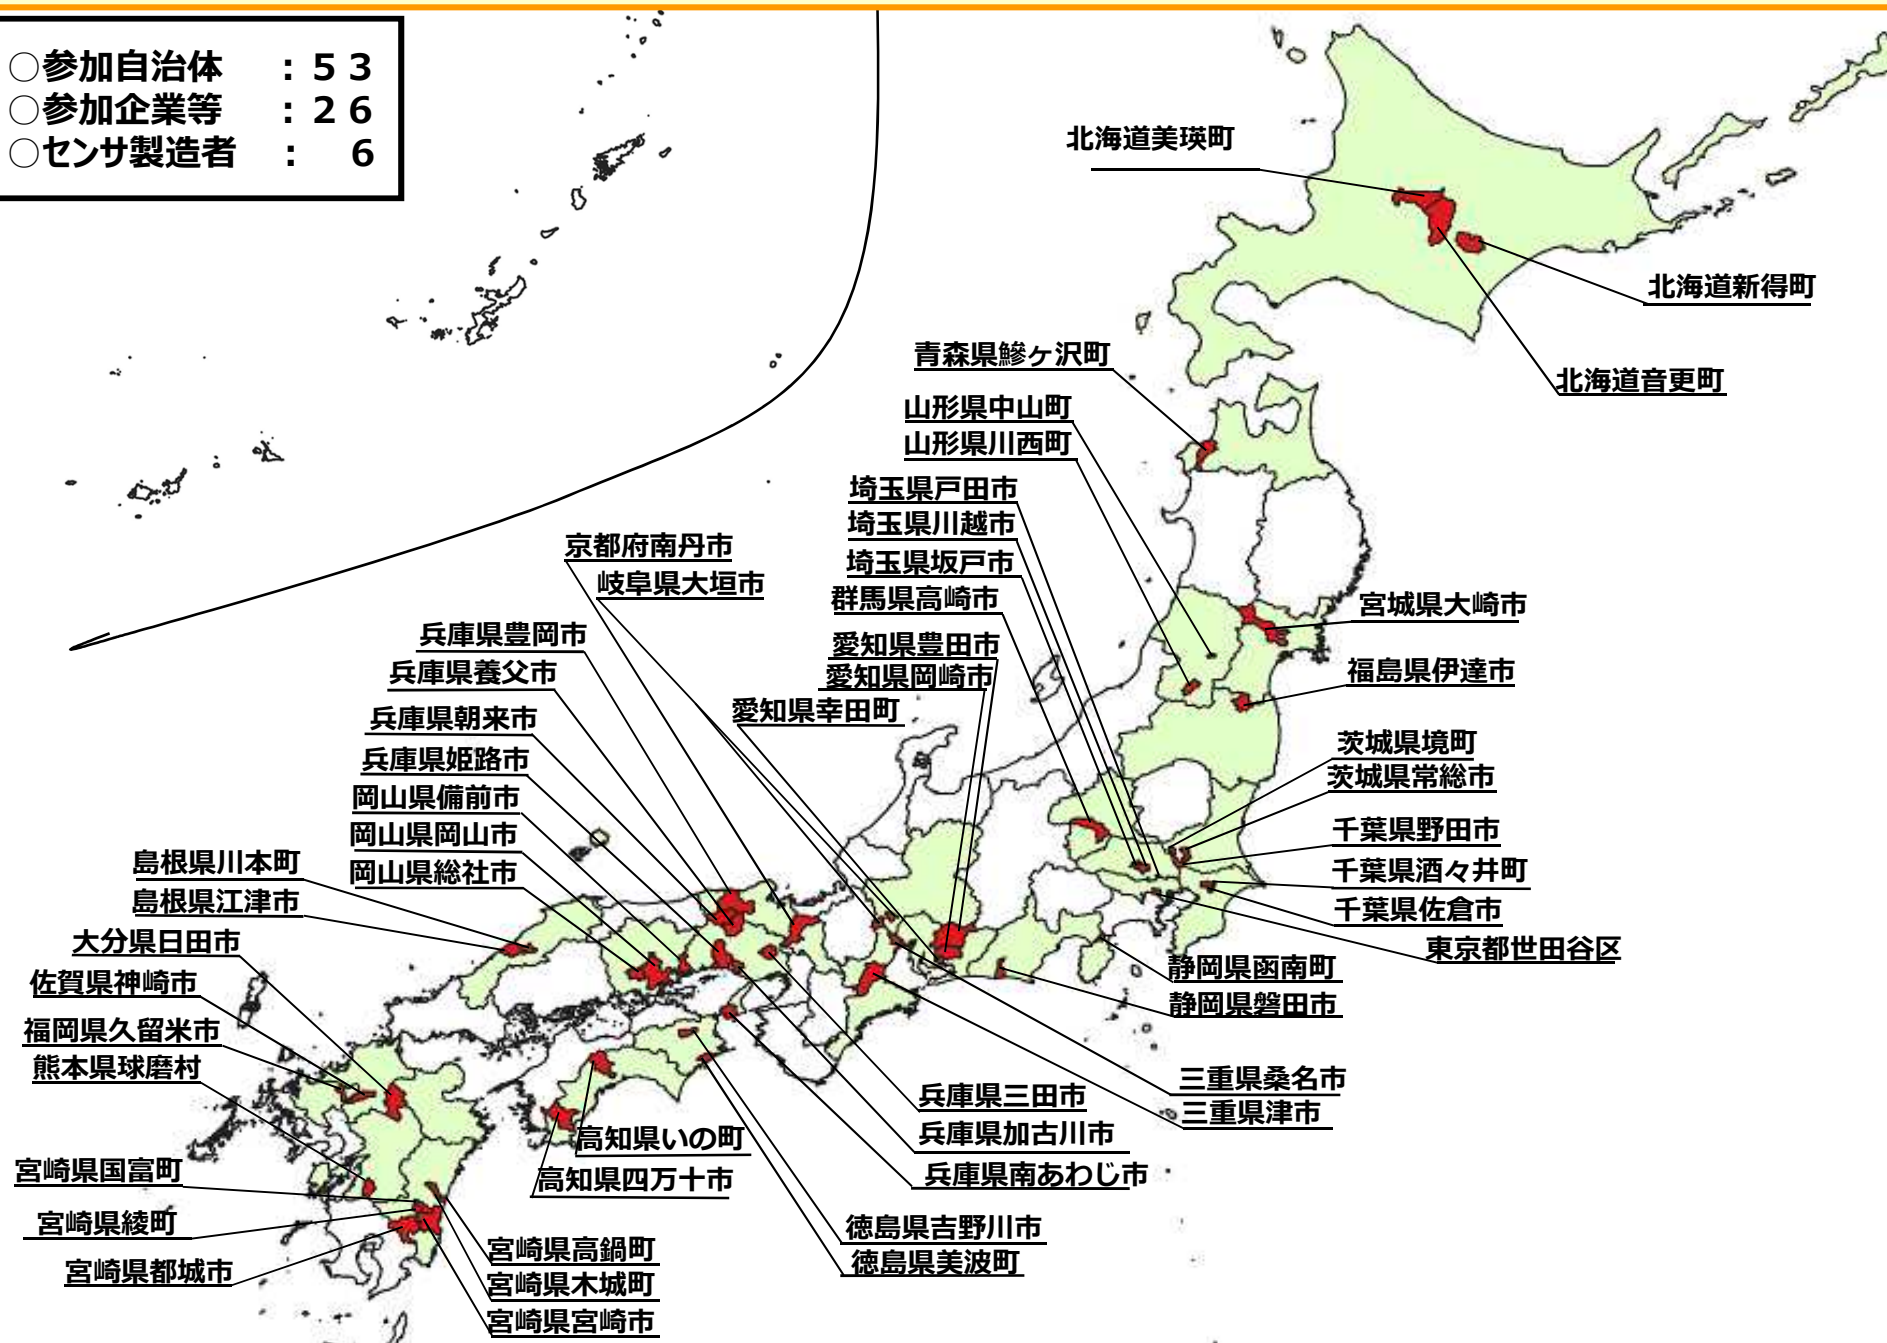 ○参加自治体 : 53
○参加企業等 : 26
○センサ製造者 : 6
北海道美瑛町
北海道新得町
北海道音更町
青森県鰺ヶ沢町
山形県中山町
山形県川西町
埼玉県戸田市
埼玉県川越市
埼玉県坂戸市
群馬県高崎市
京都府南丹市
岐阜県大垣市
愛知県豊田市
愛知県岡崎市
愛知県幸田町
兵庫県豊岡市
兵庫県養父市
兵庫県朝来市
兵庫県姫路市
岡山県備前市
岡山県岡山市
岡山県総社市
島根県川本町
島根県江津市
大分県日田市
佐賀県神崎市
福岡県久留米市
熊本県球磨村
宮崎県国富町
宮崎県綾町
宮崎県都城市
宮城県大崎市
福島県伊達市
茨城県境町
茨城県常総市
千葉県野田市
千葉県酒々井町
千葉県佐倉市
東京都世田谷区
静岡県函南町
静岡県磐田市
三重県桑名市
三重県津市
兵庫県三田市
兵庫県加古川市
兵庫県南あわじ市
高知県いの町
高知県四万十市
徳島県吉野川市
徳島県美波町
宮崎県高鍋町
宮崎県木城町
宮崎県宮崎市